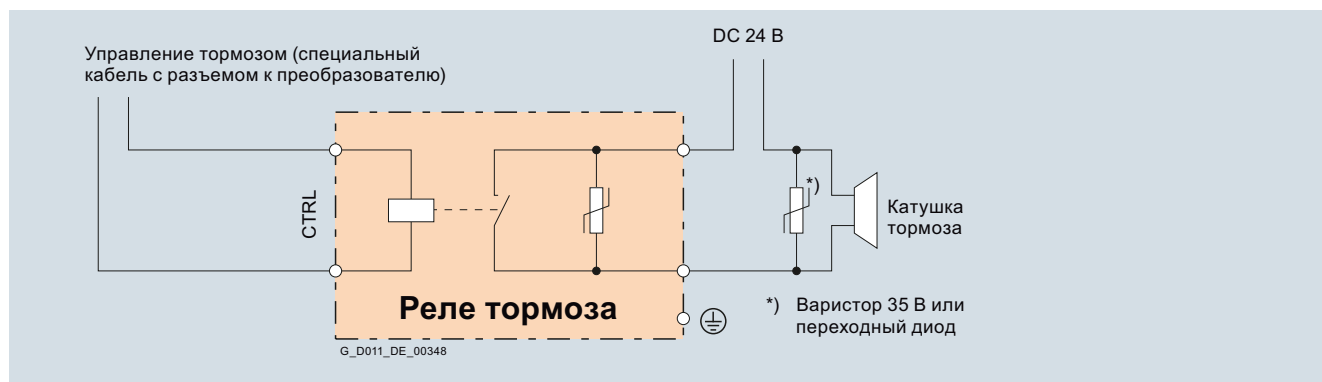 DC 24 В
Управление тормозом (специальный
кабель с разъемом к преобразователю)
CTRL
*)
Катушка
тормоза
Реле тормоза
*) Варистор 35 В или
переходный диод
G_D011_DE_00348